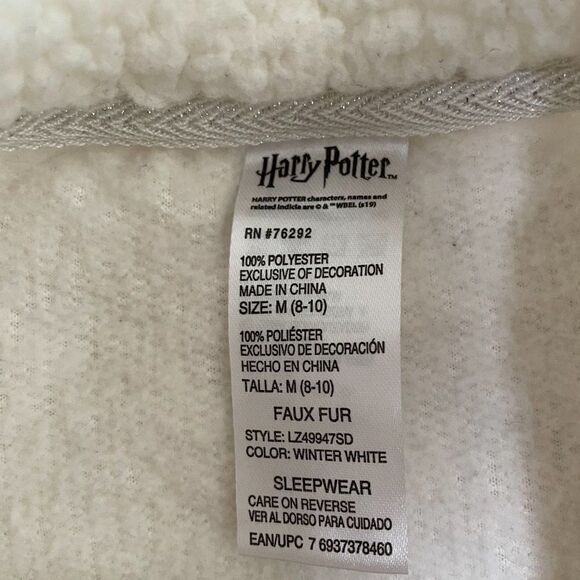 Harry Potter™
HARRY POTTER characters, names and
related indicia are © & ™ WBEI. (s19)
RN #76292
100% POLYESTER
EXCLUSIVE OF DECORATION
MADE IN CHINA
SIZE: M (8-10)
100% POLIÉSTER
EXCLUSIVO DE DECORACIÓN
HECHO EN CHINA
TALLA: M (8-10)
FAUX FUR
STYLE: LZ49947SD
COLOR: WINTER WHITE
SLEEPWEAR
CARE ON REVERSE
VER AL DORSO PARA CUIDADO
EAN/UPC 7 6937378460